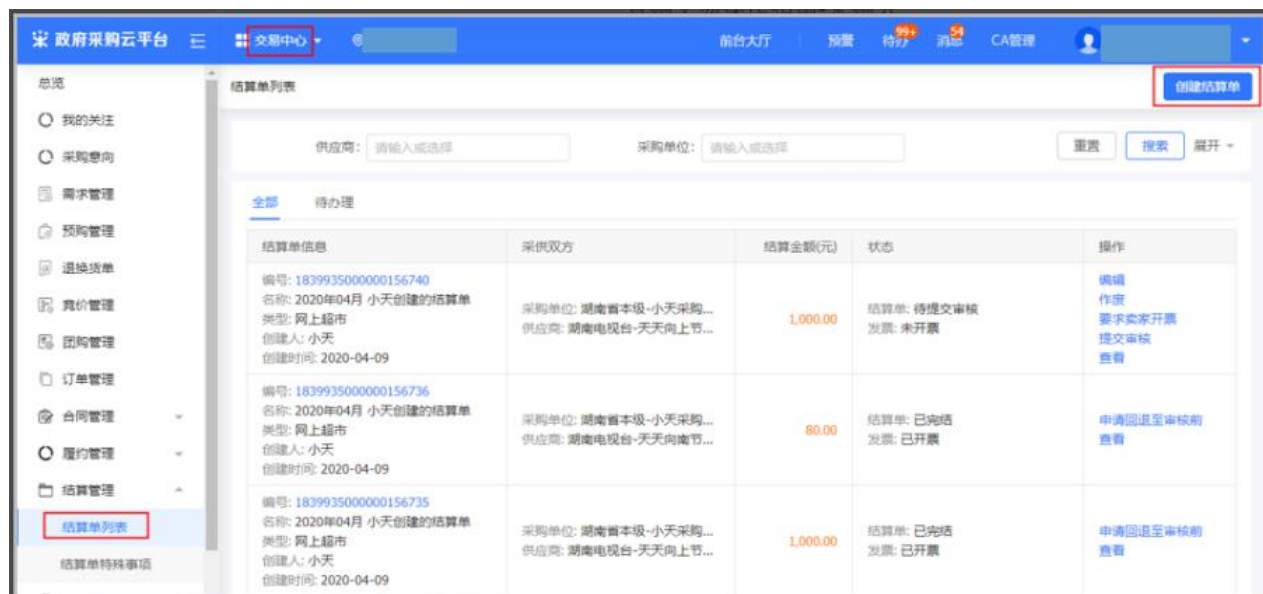 政府采购云平台
交易中心
前台大厅
预警
待办
99+
消息
54
CA管理
总览
我的关注
采购意向
需求管理
预购管理
退换货单
竞价管理
团购管理
订单管理
合同管理
履约管理
结算管理
结算单列表
结算单特殊事项
结算单列表
创建结算单
供应商: 请输入或选择
采购单位: 请输入或选择
重置
搜索
展开
全部
待办理
结算单信息 采供双方 结算金额(元) 状态 操作
编号: 1839935000000156740
名称: 2020年04月 小天创建的结算单
类型: 网上超市
创建人: 小天
创建时间: 2020-04-09
采购单位: 湖南省本级-小天采购...
供应商: 湖南电视台-天天向上节...
1,000.00
结算单: 待提交审核
发票: 未开票
编辑
作废
要求卖家开票
提交审核
查看
编号: 1839935000000156736
名称: 2020年04月 小天创建的结算单
类型: 网上超市
创建人: 小天
创建时间: 2020-04-09
采购单位: 湖南省本级-小天采购...
供应商: 湖南电视台-天天向南节...
80.00
结算单: 已完结
发票: 已开票
申请回退至审核前
查看
编号: 1839935000000156735
名称: 2020年04月 小天创建的结算单
类型: 网上超市
创建人: 小天
创建时间: 2020-04-09
采购单位: 湖南省本级-小天采购...
供应商: 湖南电视台-天天向上节...
1,000.00
结算单: 已完结
发票: 已开票
申请回退至审核前
查看